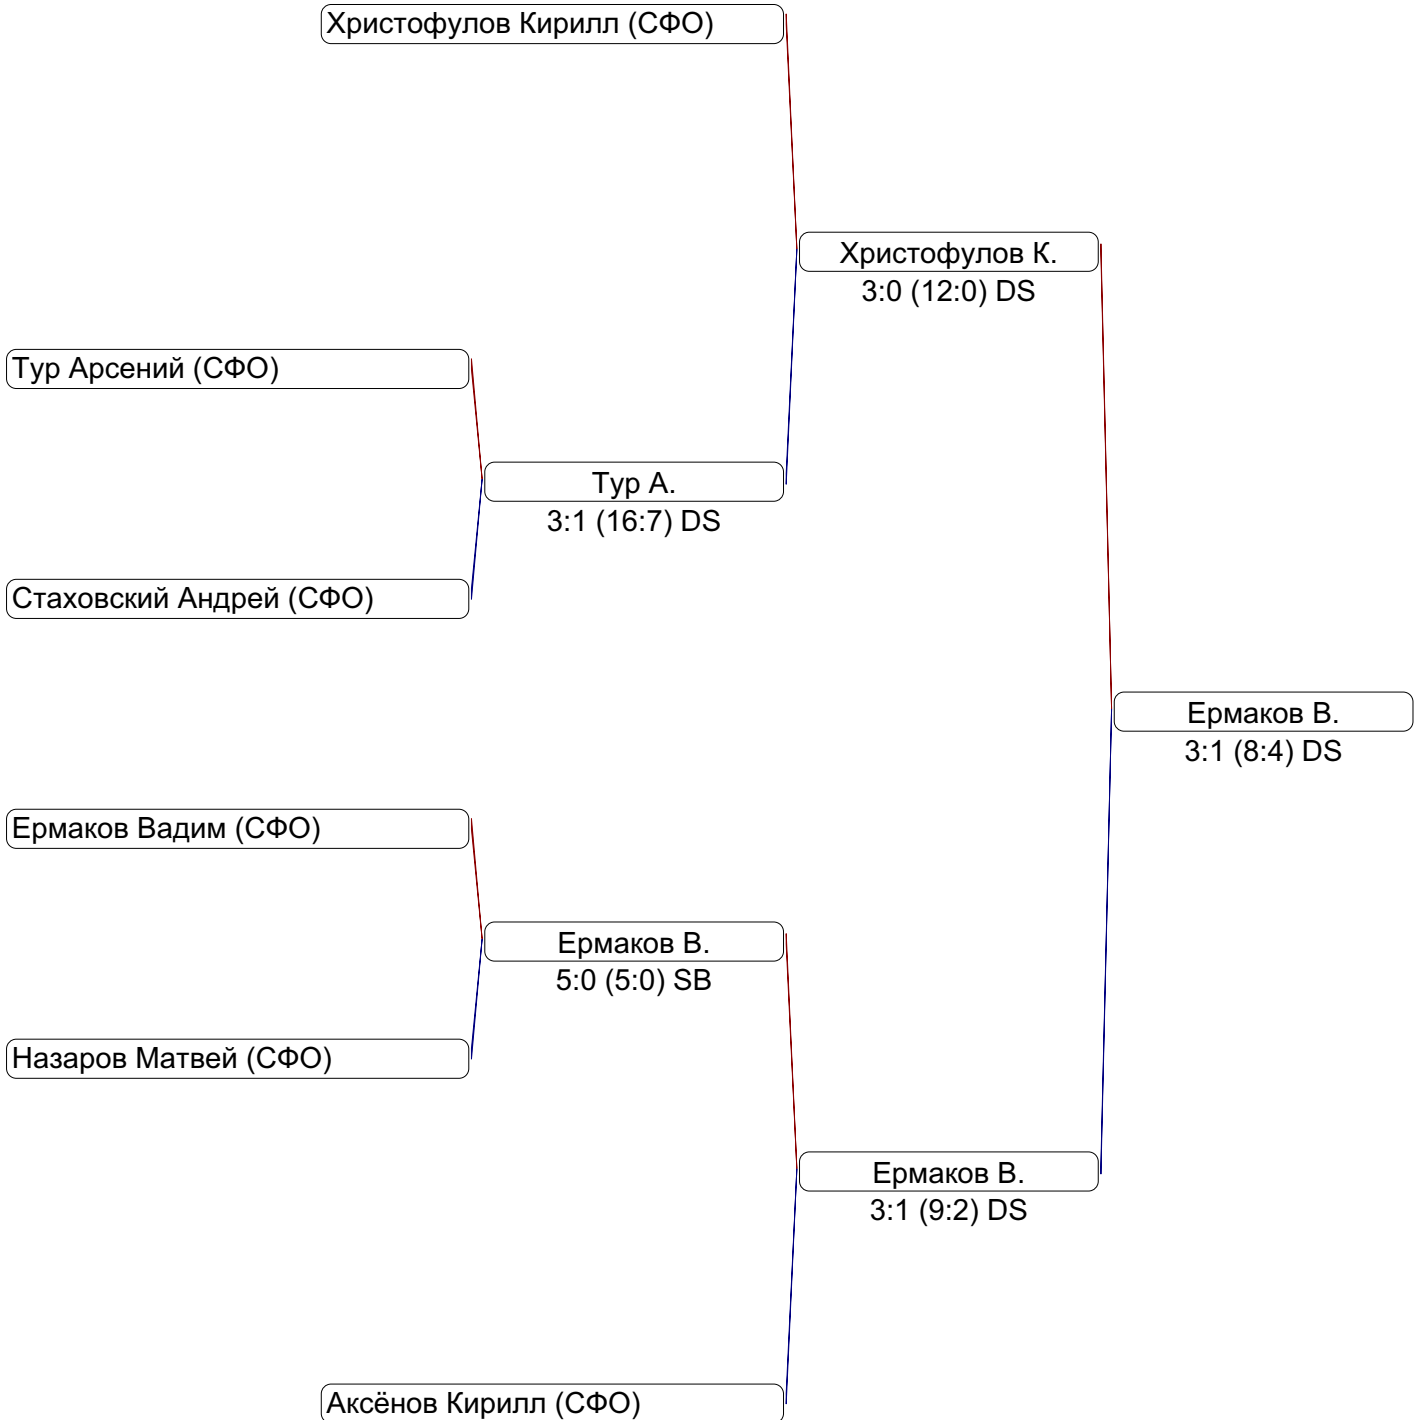 Христофулов Кирилл (СФО)
Христофулов К.
3:0 (12:0) DS
Тур Арсений (СФО)
Тур А.
3:1 (16:7) DS
Стаховский Андрей (СФО)
Ермаков В.
3:1 (8:4) DS
Ермаков Вадим (СФО)
Ермаков В.
5:0 (5:0) SB
Назаров Матвей (СФО)
Ермаков В.
3:1 (9:2) DS
Аксёнов Кирилл (СФО)